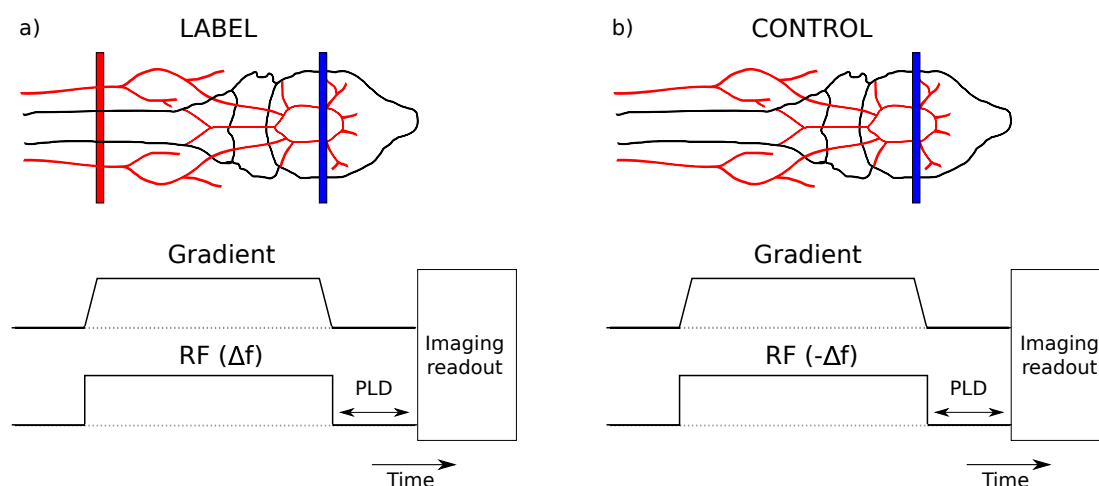 a)
LABEL
Gradient
RF (Δf)
PLD
Imaging
readout
Time
b)
CONTROL
Gradient
RF (-Δf)
PLD
Imaging
readout
Time